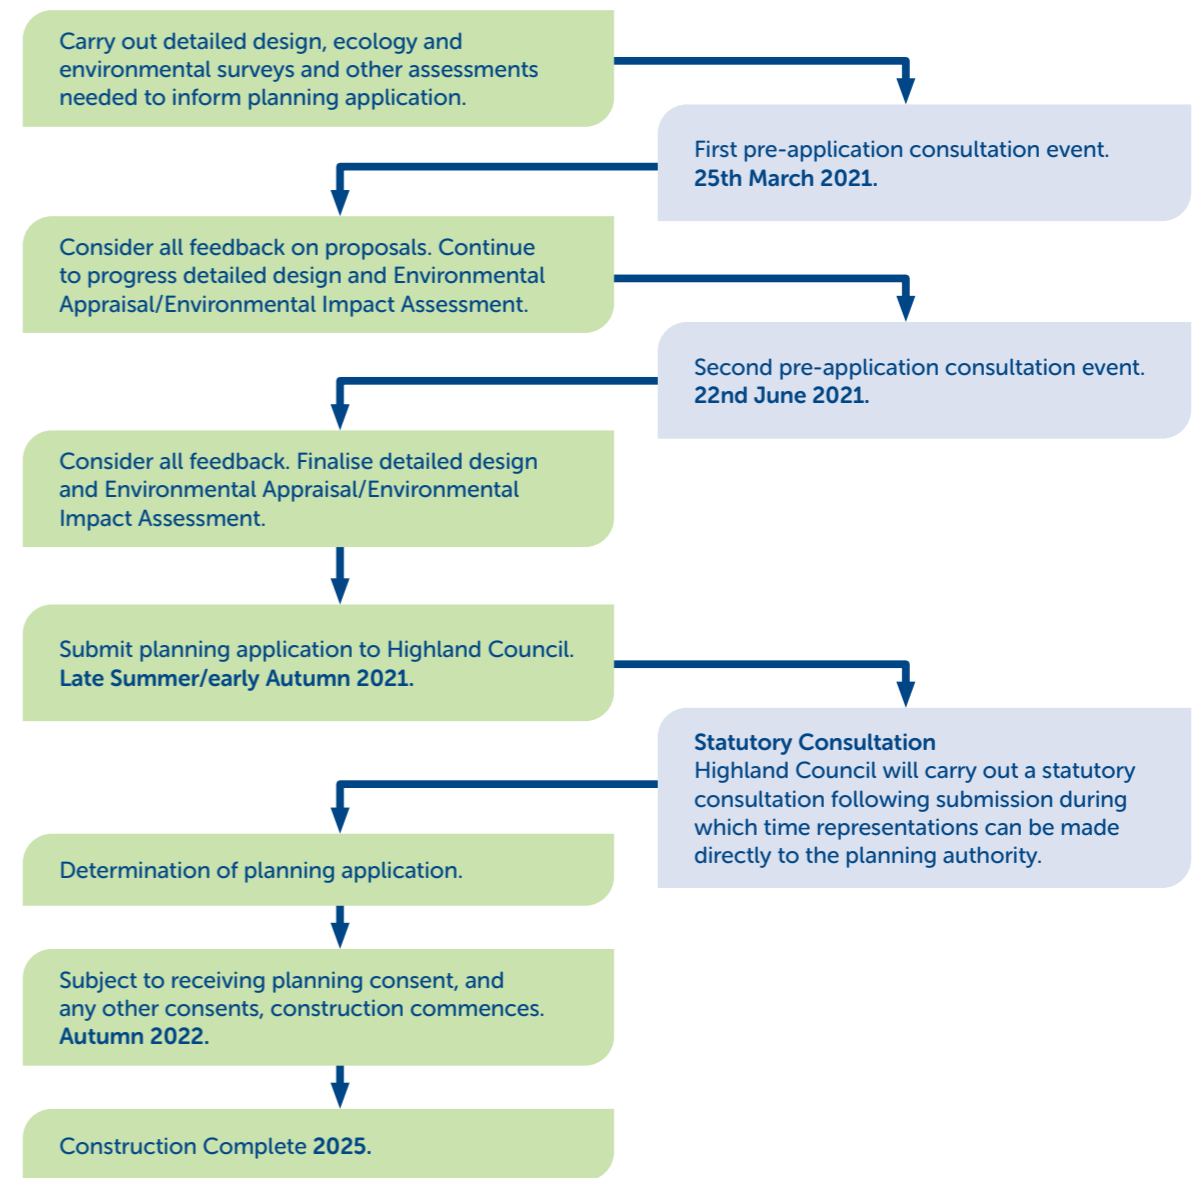 Carry out detailed design, ecology and
environmental surveys and other assessments
needed to inform planning application.
First pre-application consultation event.
25th March 2021.
Consider all feedback on proposals. Continue
to progress detailed design and Environmental
Appraisal/Environmental Impact Assessment.
Second pre-application consultation event.
22nd June 2021.
Consider all feedback. Finalise detailed design
and Environmental Appraisal/Environmental
Impact Assessment.
Submit planning application to Highland Council.
Late Summer/early Autumn 2021.
Statutory Consultation
Highland Council will carry out a statutory
consultation following submission during
which time representations can be made
directly to the planning authority.
Determination of planning application.
Subject to receiving planning consent, and
any other consents, construction commences.
Autumn 2022.
Construction Complete 2025.